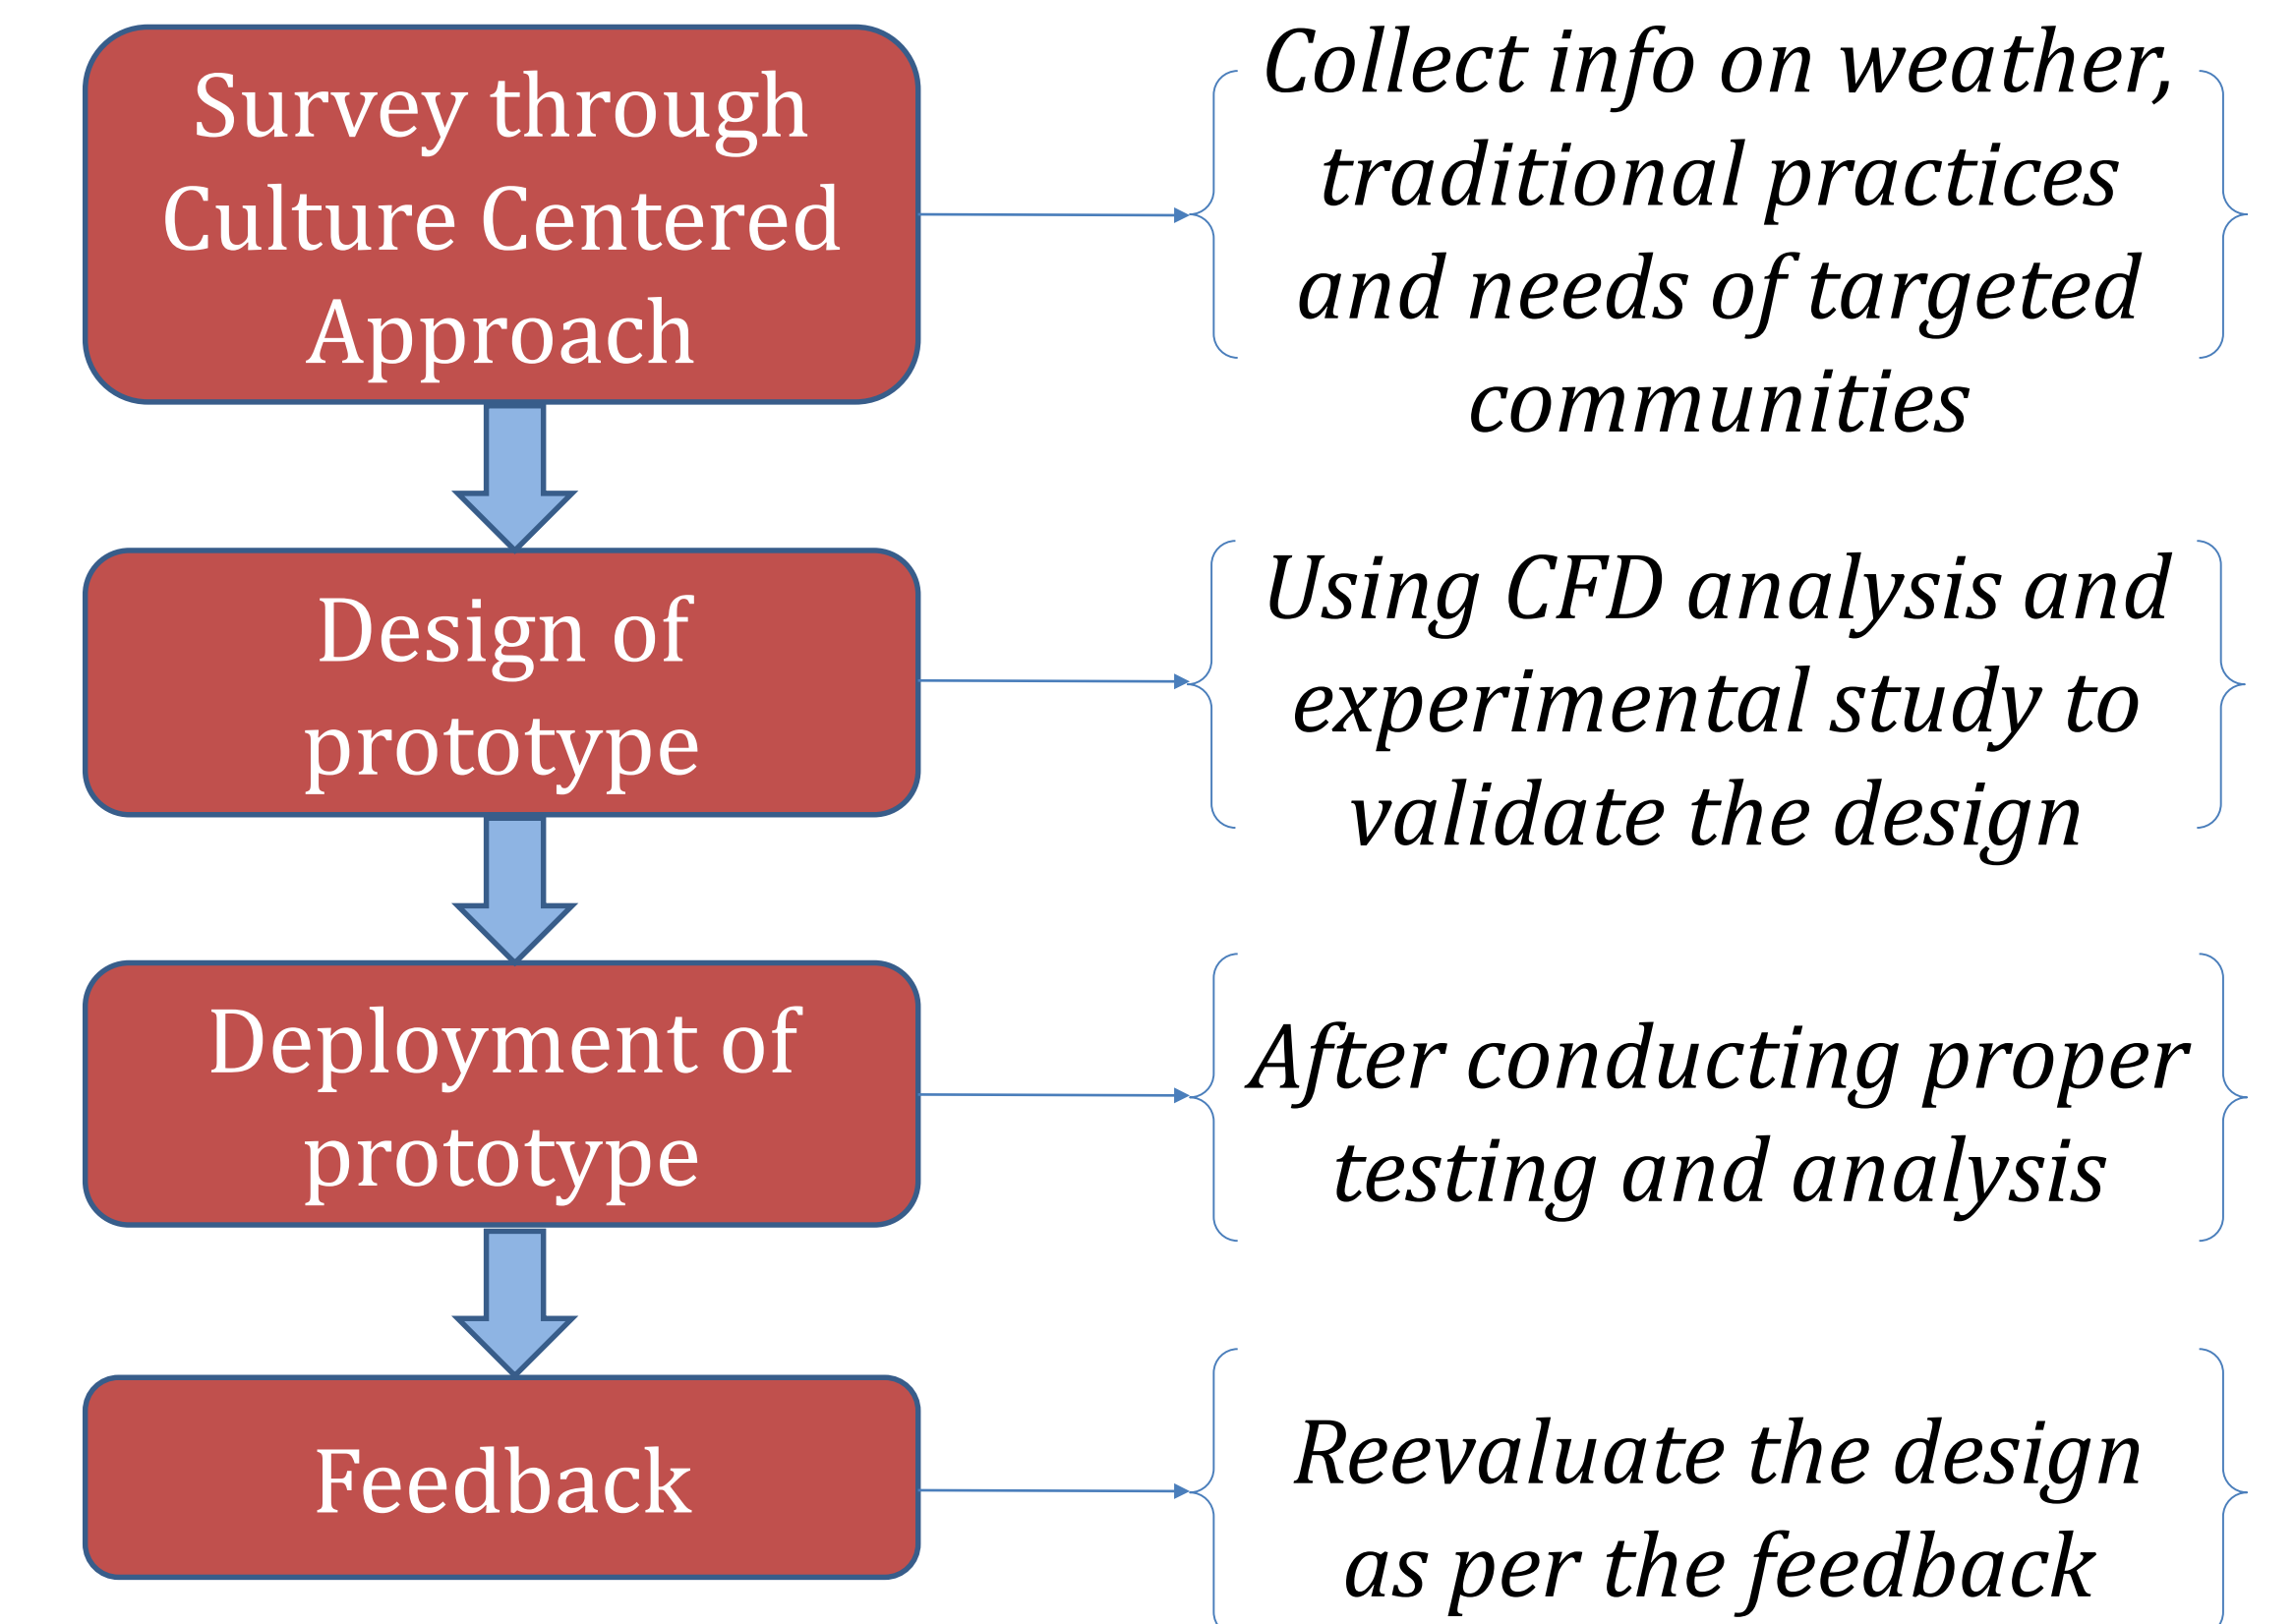 Survey through
Culture Centered
Approach
Collect info on weather,
traditional practices
and needs of targeted
communities
Design of
prototype
Using CFD analysis and
experimental study to
validate the design
Deployment of
prototype
After conducting proper
testing and analysis
Feedback
Reevaluate the design
as per the feedback